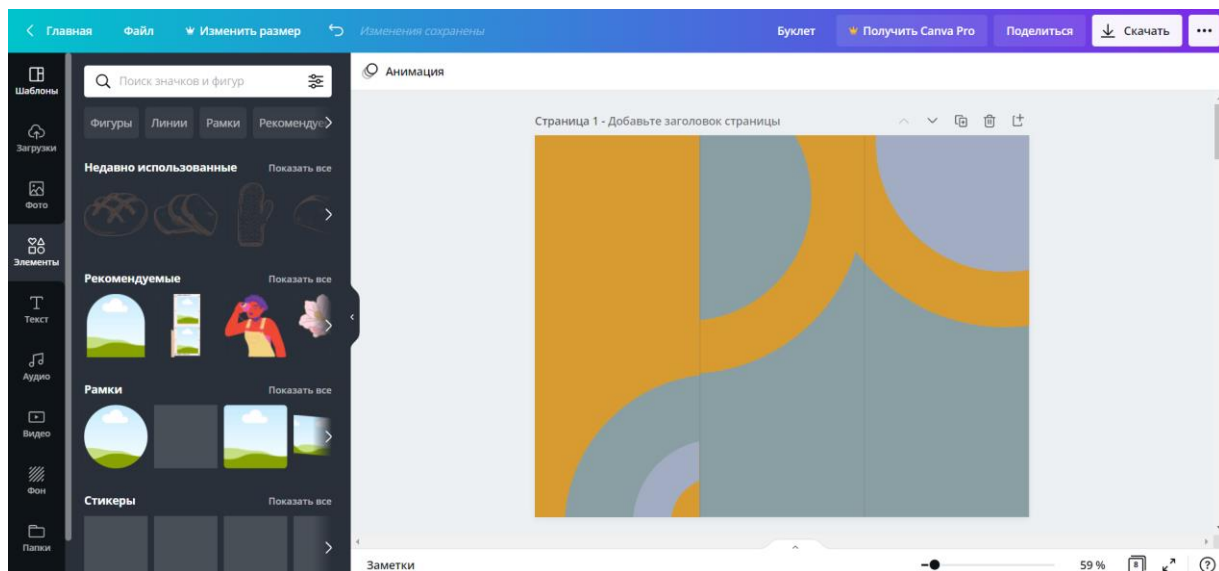 Главная Файл Изменить размер Изменения сохранены Буклет Получить Canva Pro Поделиться Скачать
Шаблоны
Загрузки
Фото
Элементы
Текст
Аудио
Видео
Фон
Папки
Поиск значков и фигур
Фигуры Линии Рамки Рекомендуе
Недавно использованные Показать все
Рекомендуемые Показать все
Рамки Показать все
Стикеры Показать все
Анимация
Страница 1 - Добавьте заголовок страницы
Заметки 59 % 8